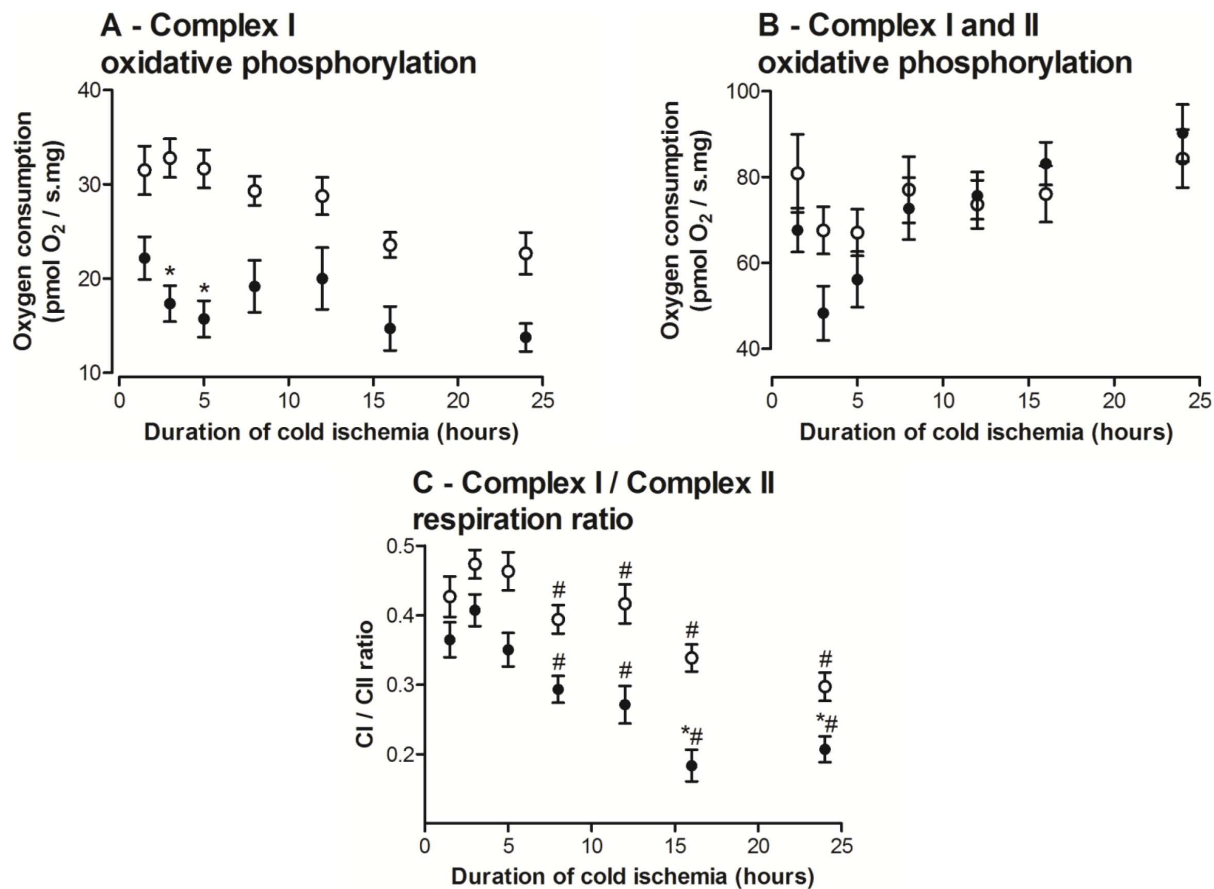 A - Complex I
oxidative phosphorylation
Oxygen consumption
(pmol O₂ / s.mg)
40
30
20
10
*
*
0
5
10
15
20
25
Duration of cold ischemia (hours)
B - Complex I and II
oxidative phosphorylation
Oxygen consumption
(pmol O₂ / s.mg)
100
80
60
40
0
5
10
15
20
25
Duration of cold ischemia (hours)
C - Complex I / Complex II
respiration ratio
CI / CII ratio
0.5
0.4
0.3
0.2
#
#
#
#
#
#
*#
*#
0
5
10
15
20
25
Duration of cold ischemia (hours)